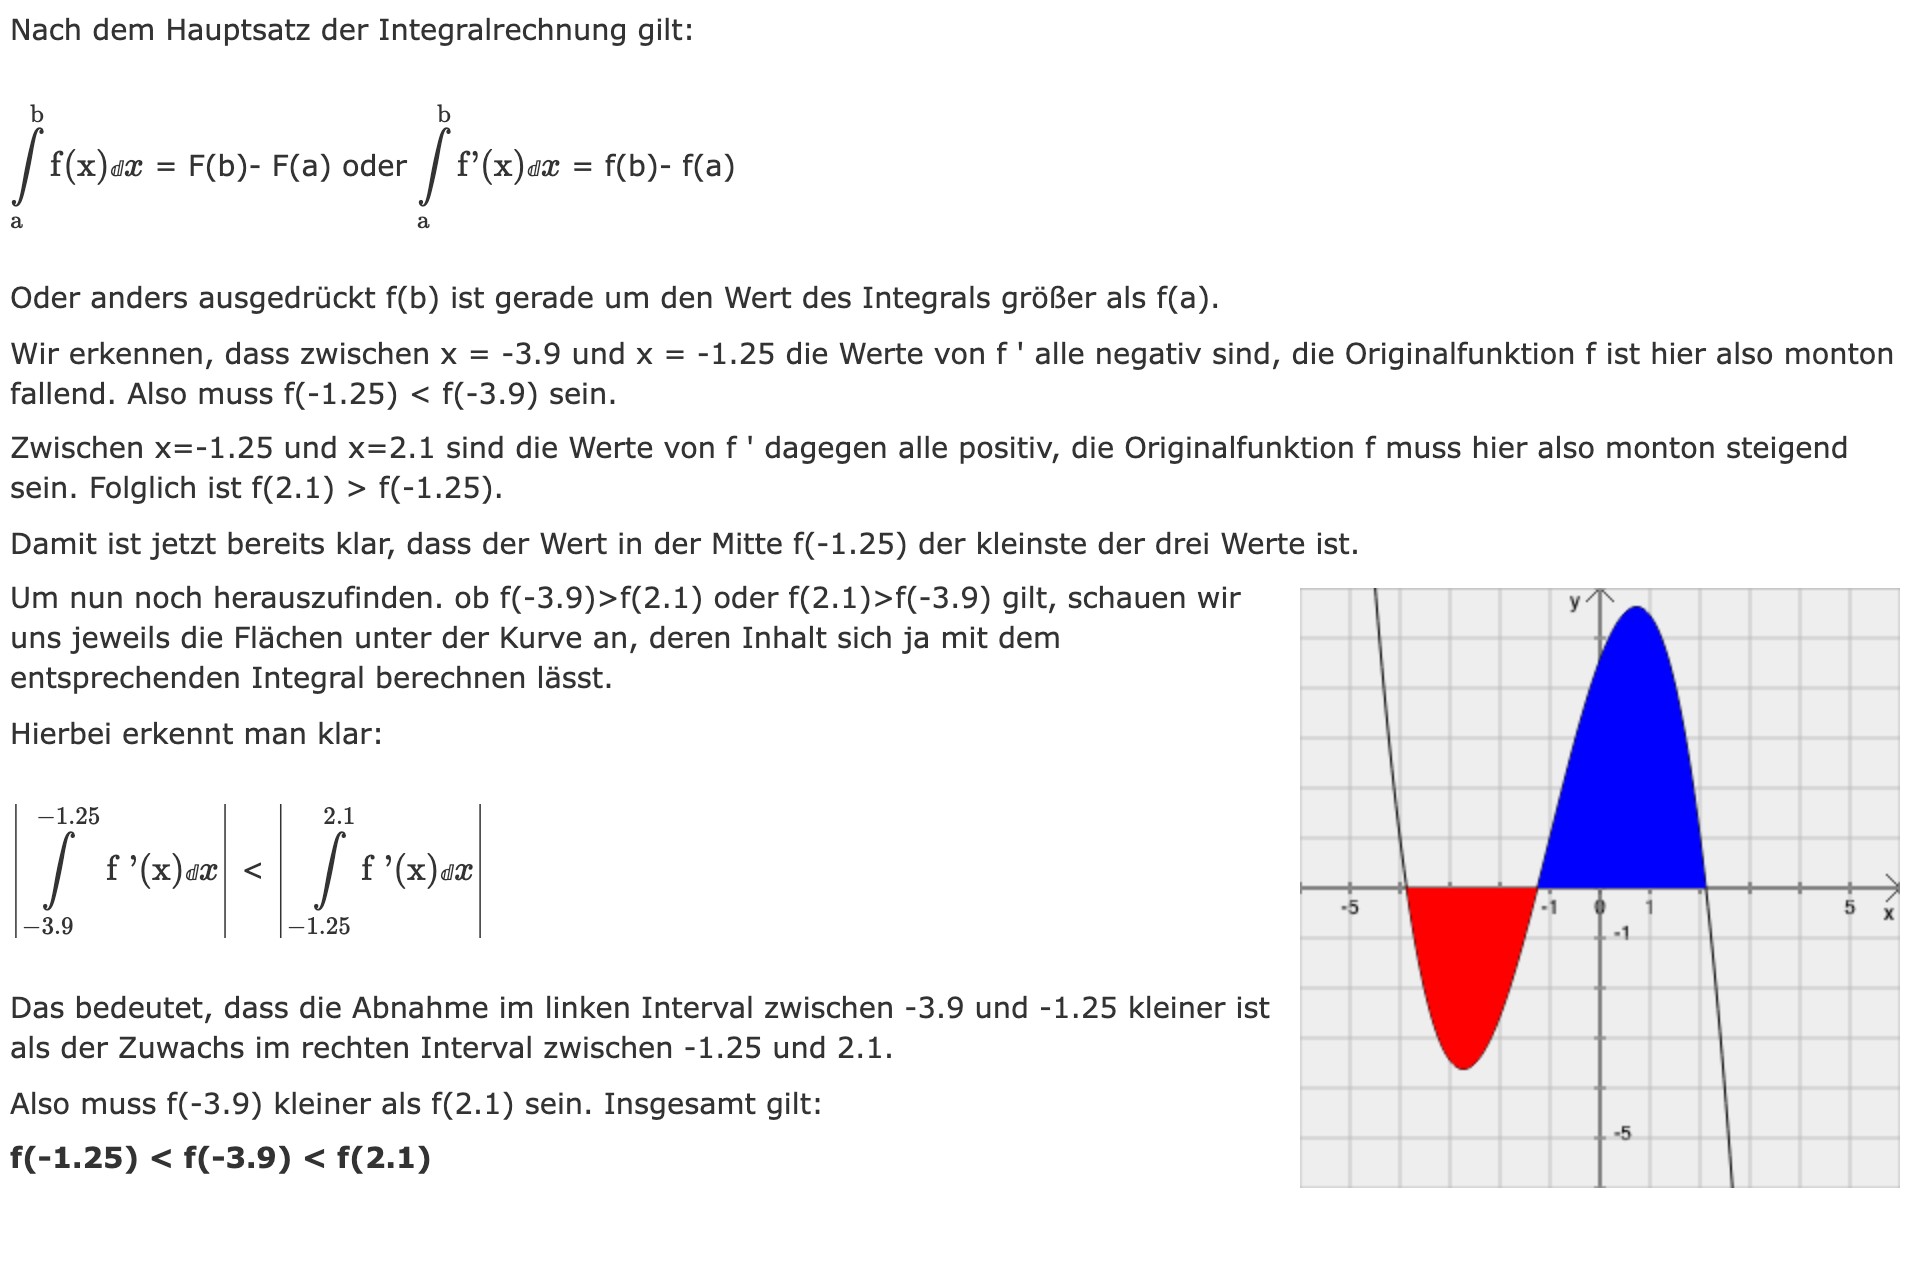 Nach dem Hauptsatz der Integralrechnung gilt:
b
∫ f(x)dx = F(b)- F(a) oder ∫ f’(x)dx = f(b)- f(a)
a
b
a
Oder anders ausgedrückt f(b) ist gerade um den Wert des Integrals größer als f(a).
Wir erkennen, dass zwischen x = -3.9 und x = -1.25 die Werte von f ' alle negativ sind, die Originalfunktion f ist hier also monton
fallend. Also muss f(-1.25) < f(-3.9) sein.
Zwischen x=-1.25 und x=2.1 sind die Werte von f ' dagegen alle positiv, die Originalfunktion f muss hier also monton steigend
sein. Folglich ist f(2.1) > f(-1.25).
Damit ist jetzt bereits klar, dass der Wert in der Mitte f(-1.25) der kleinste der drei Werte ist.
Um nun noch herauszufinden. ob f(-3.9)>f(2.1) oder f(2.1)>f(-3.9) gilt, schauen wir
uns jeweils die Flächen unter der Kurve an, deren Inhalt sich ja mit dem
entsprechenden Integral berechnen lässt.
Hierbei erkennt man klar:
−1.25
2.1
|∫ f ’(x)dx| < |∫ f ’(x)dx|
−3.9
−1.25
Das bedeutet, dass die Abnahme im linken Interval zwischen -3.9 und -1.25 kleiner ist
als der Zuwachs im rechten Interval zwischen -1.25 und 2.1.
Also muss f(-3.9) kleiner als f(2.1) sein. Insgesamt gilt:
f(-1.25) < f(-3.9) < f(2.1)
y
-5 -1 0 1 5 x
-1
-5